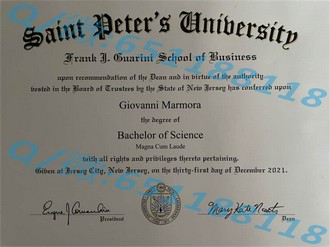 Saint Peter's University
Frank J. Guarini School of Business
upon recommendation of the Dean and in virtue of the authority
vested in the Board of Trustees by the State of New Jersey has conferred upon
Giovanni Marmora
the degree of
Bachelor of Science
Magna Cum Laude
with all rights and privileges thereto pertaining.
Given at Jersey City, New Jersey, on the thirty-first day of December 2021.
President
Dean